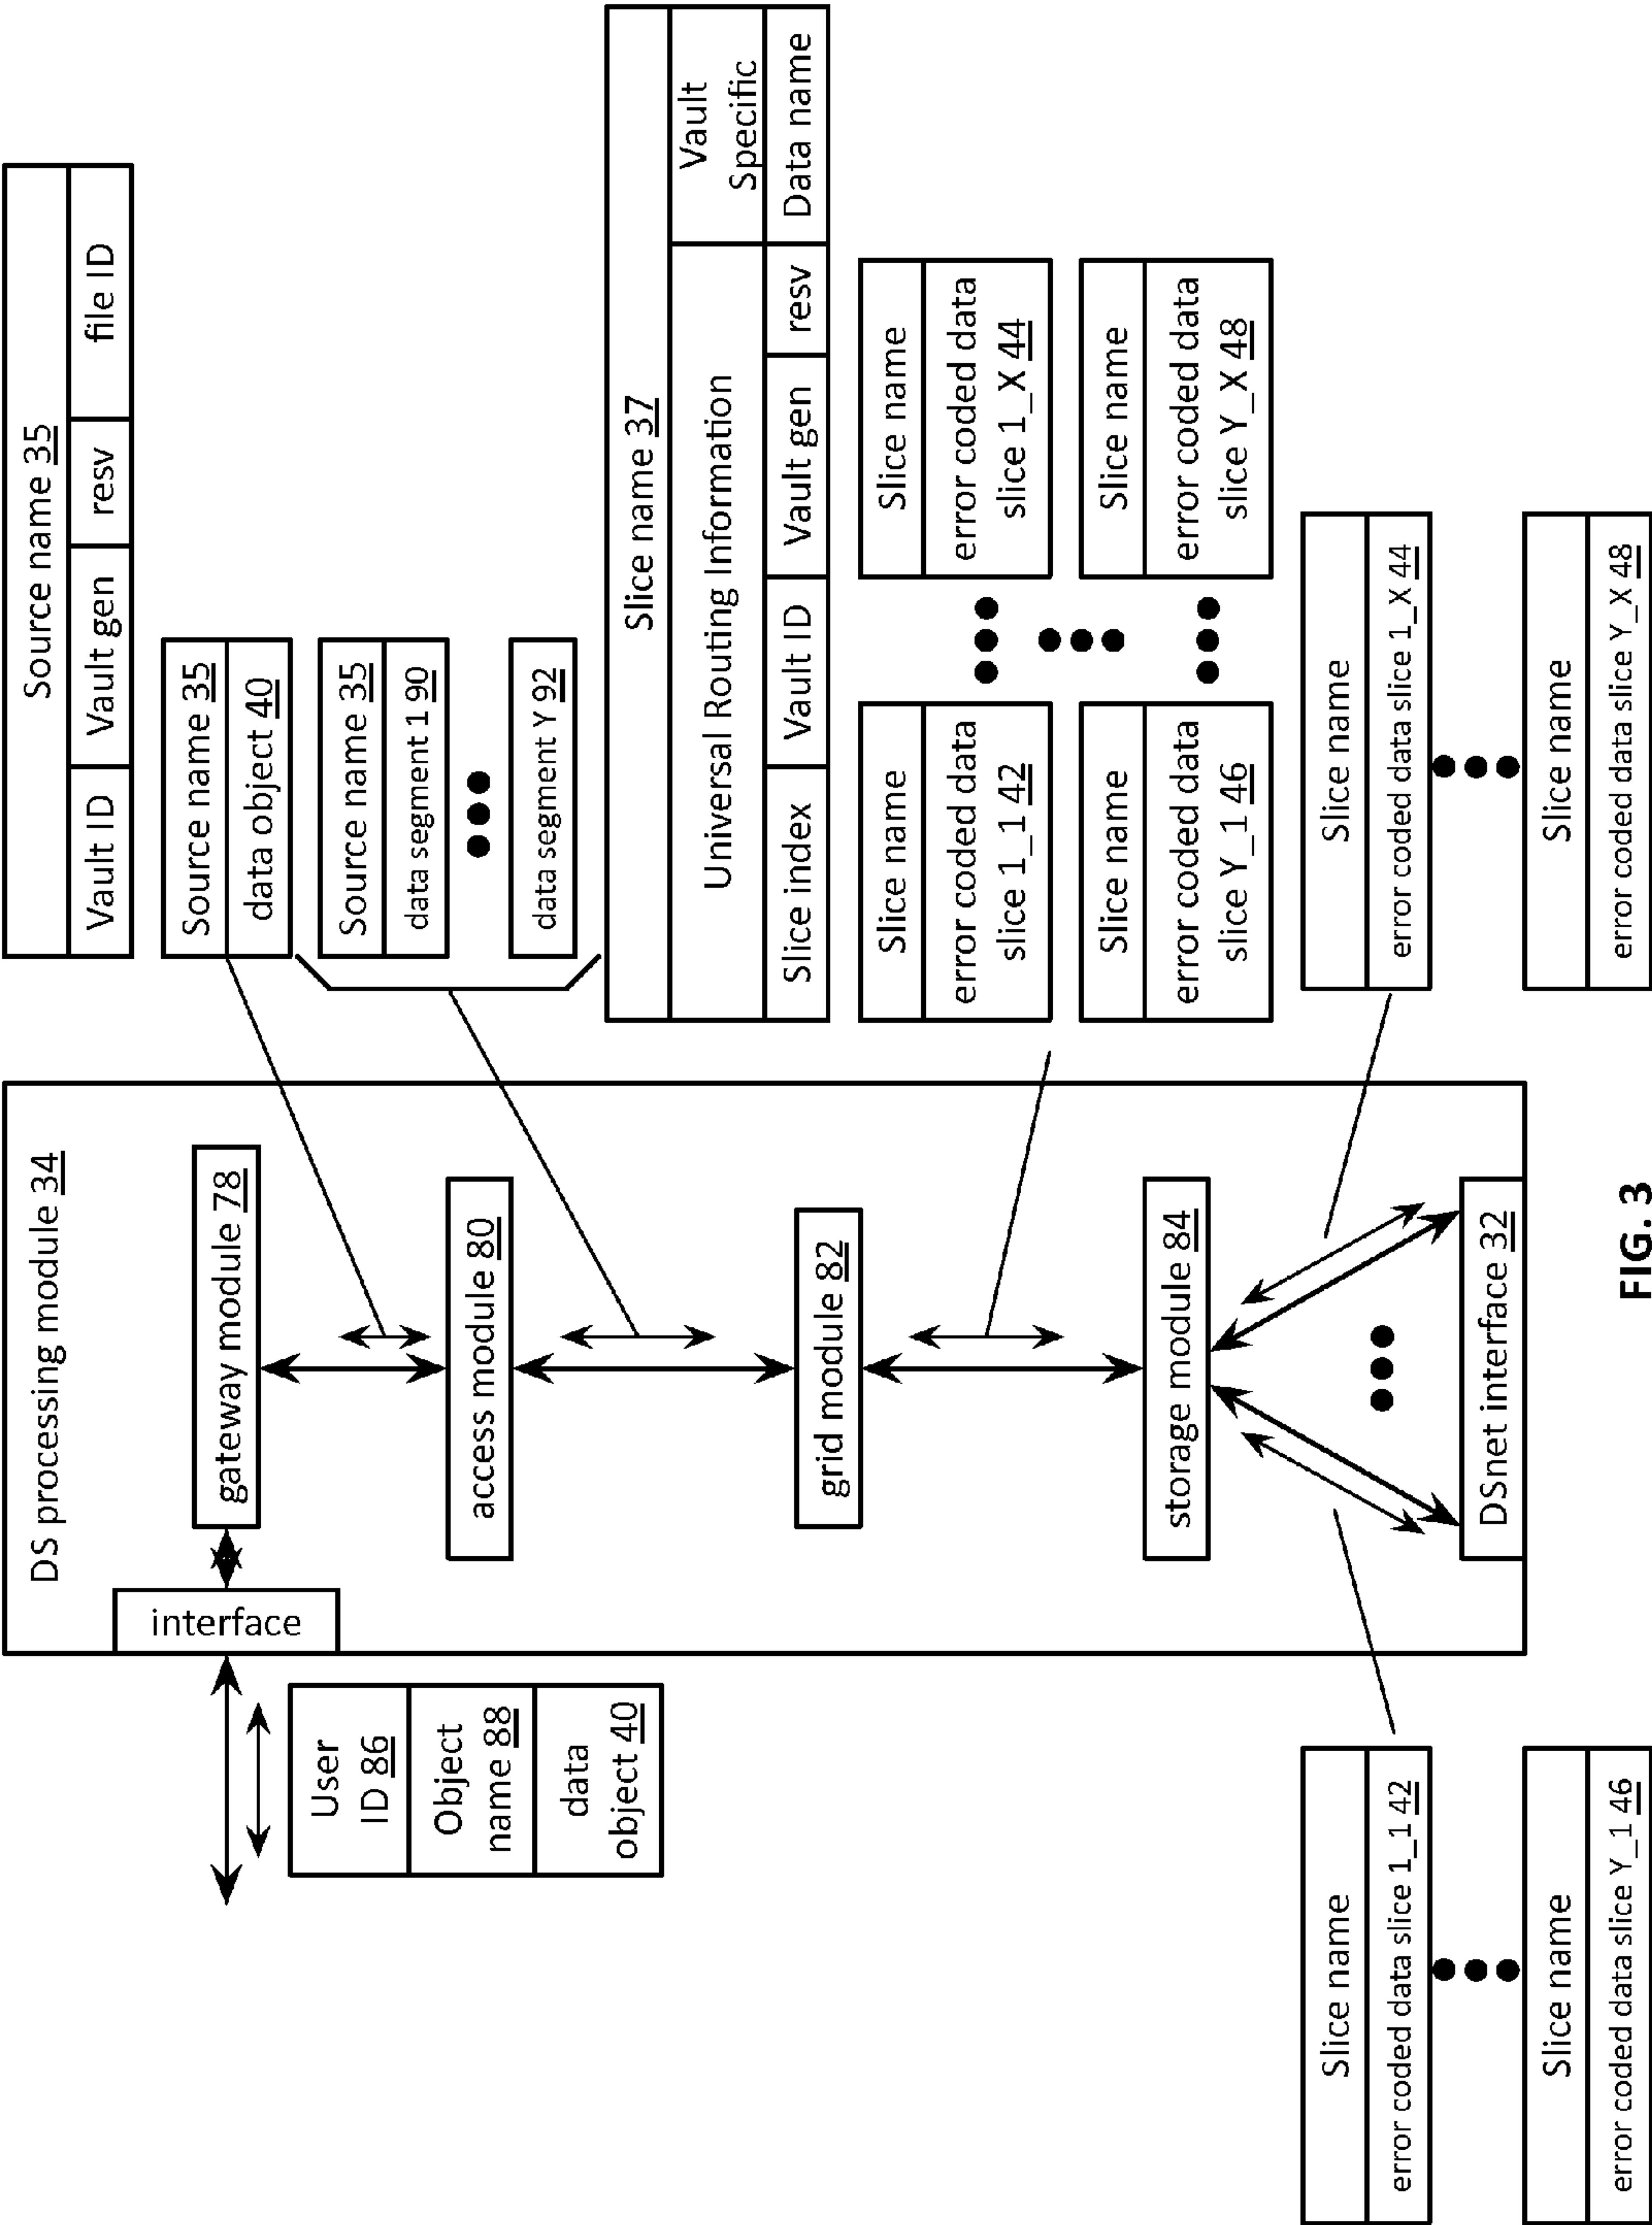 DS processing module 34
interface
gateway module 78
access module 80
grid module 82
storage module 84
DSnet interface 32
User
ID 86
Object
name 88
data
object 40
Source name 35
Vault ID
Vault gen
resv
file ID
Source name 35
data object 40
Source name 35
data segment 1 90
data segment Y 92
Slice name 37
Universal Routing Information
Vault
Specific
Slice index
Vault ID
Vault gen
resv
Data name
Slice name
error coded data
slice 1_1 42
Slice name
error coded data
slice 1_X 44
Slice name
error coded data
slice Y_1 46
Slice name
error coded data
slice Y_X 48
Slice name
error coded data slice 1_1 42
Slice name
error coded data slice Y_1 46
Slice name
error coded data slice 1_X 44
Slice name
error coded data slice Y_X 48
FIG. 3